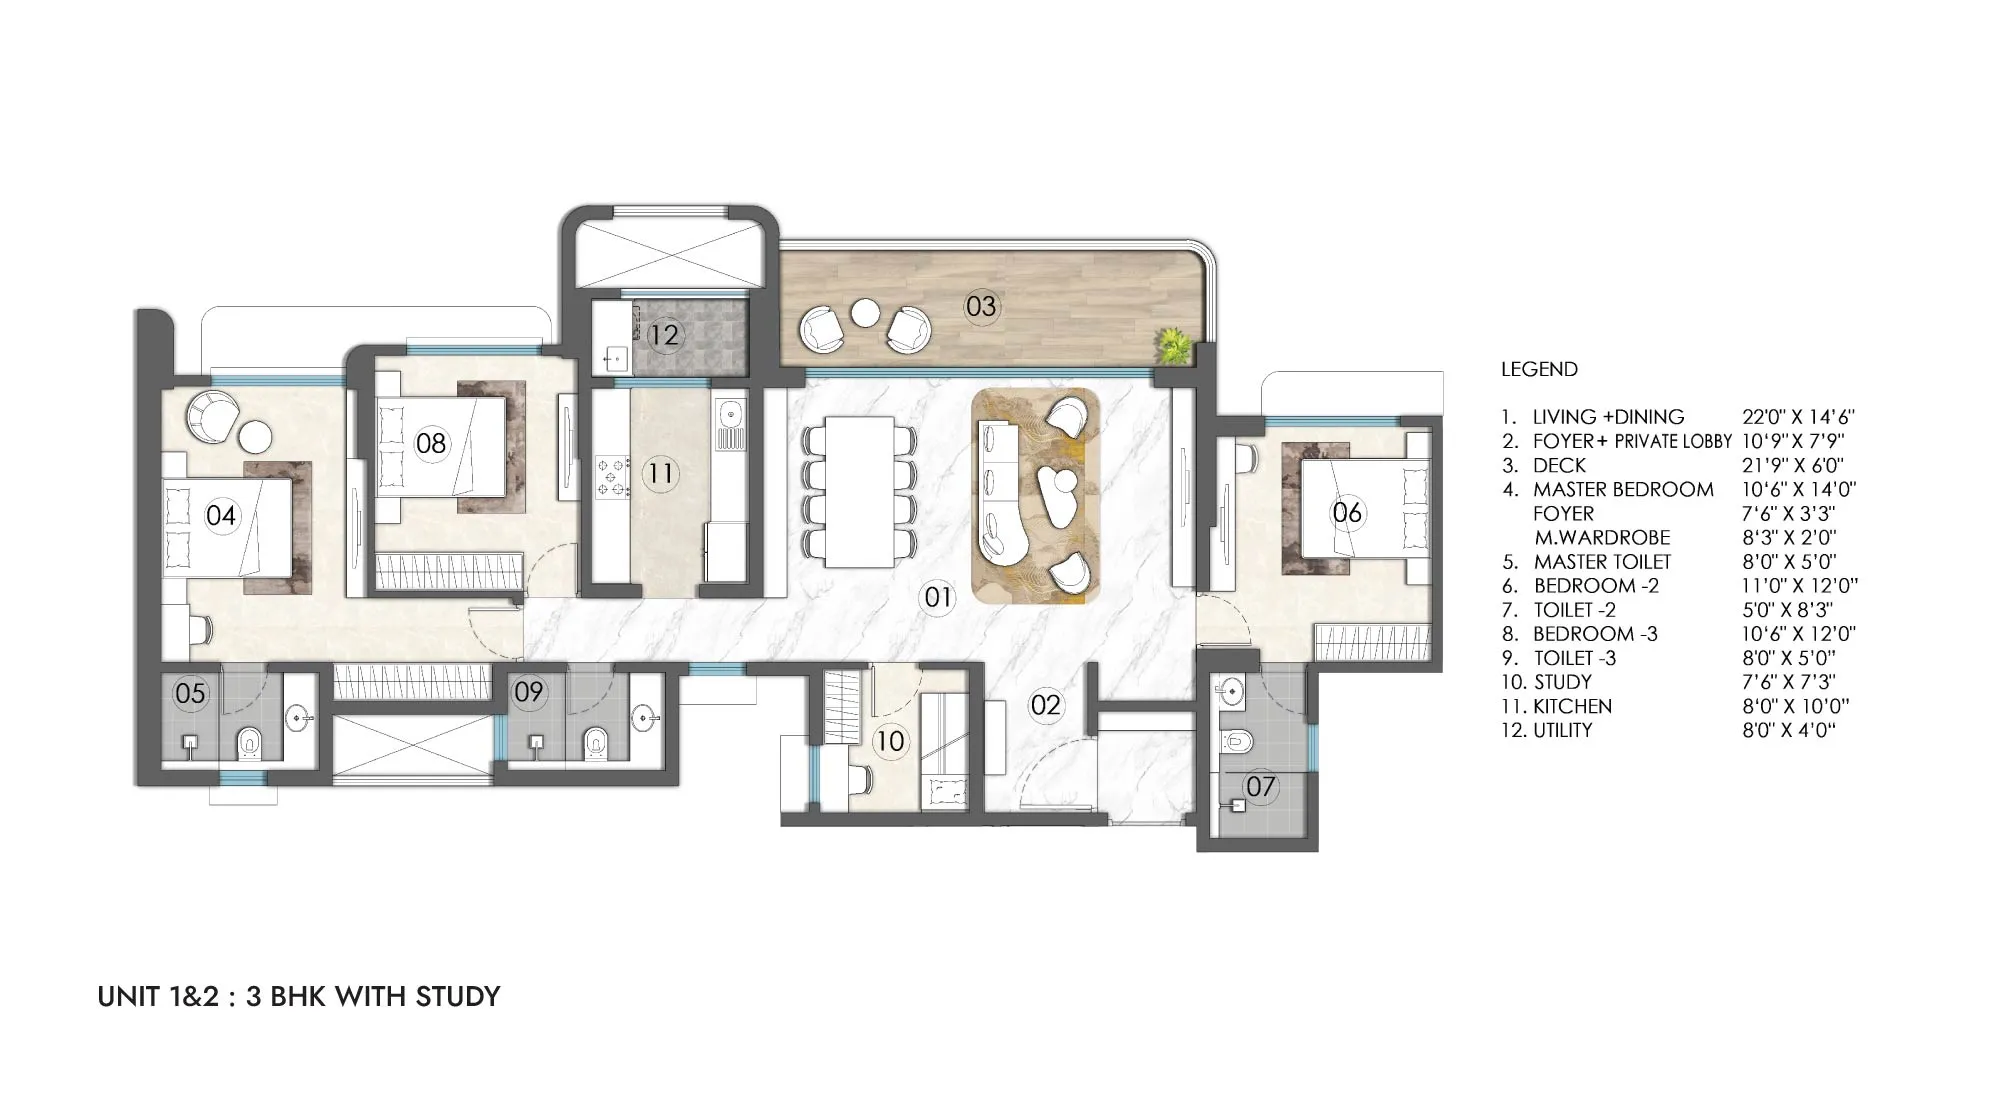 03
12
08
11
04
06
01
05
09
02
10
07
LEGEND
1. LIVING +DINING 22'0" X 14'6"
2. FOYER+ PRIVATE LOBBY 10'9" X 7'9"
3. DECK 21'9" X 6'0"
4. MASTER BEDROOM 10'6" X 14'0"
FOYER 7'6" X 3'3"
M.WARDROBE 8'3" X 2'0"
5. MASTER TOILET 8'0" X 5'0"
6. BEDROOM -2 11'0" X 12'0"
7. TOILET -2 5'0" X 8'3"
8. BEDROOM -3 10'6" X 12'0"
9. TOILET -3 8'0" X 5'0"
10. STUDY 7'6" X 7'3"
11. KITCHEN 8'0" X 10'0"
12. UTILITY 8'0" X 4'0"
UNIT 1&2 : 3 BHK WITH STUDY